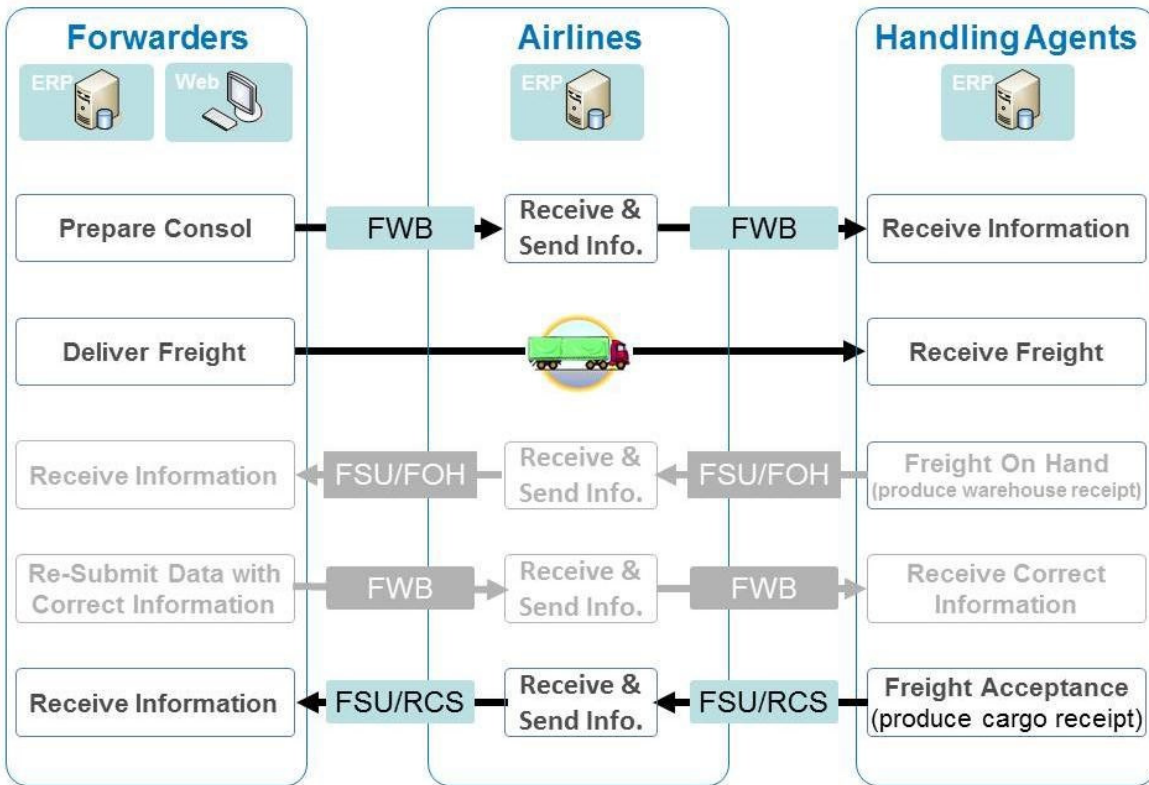 Forwarders
Airlines
Handling Agents
ERP
Web
ERP
ERP
Prepare Consol
FWB
Receive &
Send Info.
FWB
Receive Information
Deliver Freight
Receive Freight
Receive Information
FSU/FOH
Receive &
Send Info.
FSU/FOH
Freight On Hand
(produce warehouse receipt)
Re-Submit Data with
Correct Information
FWB
Receive &
Send Info.
FWB
Receive Correct
Information
Receive Information
FSU/RCS
Receive &
Send Info.
FSU/RCS
Freight Acceptance
(produce cargo receipt)